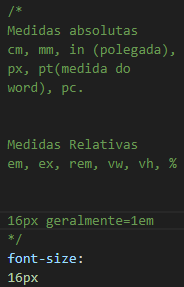 /*
Medidas absolutas
cm, mm, in (polegada),
px, pt(medida do
word), pc.
Medidas Relativas
em, ex, rem, vw, vh, %
16px geralmente=1em
*/
font-size:
16px